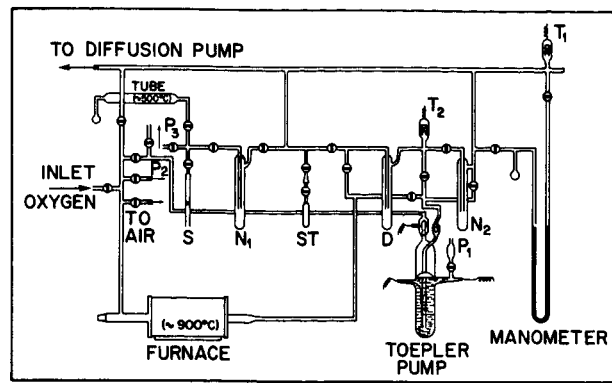 TO DIFFUSION PUMP
T1
TUBE
(~500°C)
T2
P3
P2
INLET
OXYGEN
TO
AIR
S
N1
ST
D
N2
P1
(~900°C)
FURNACE
TOEPLER
PUMP
MANOMETER